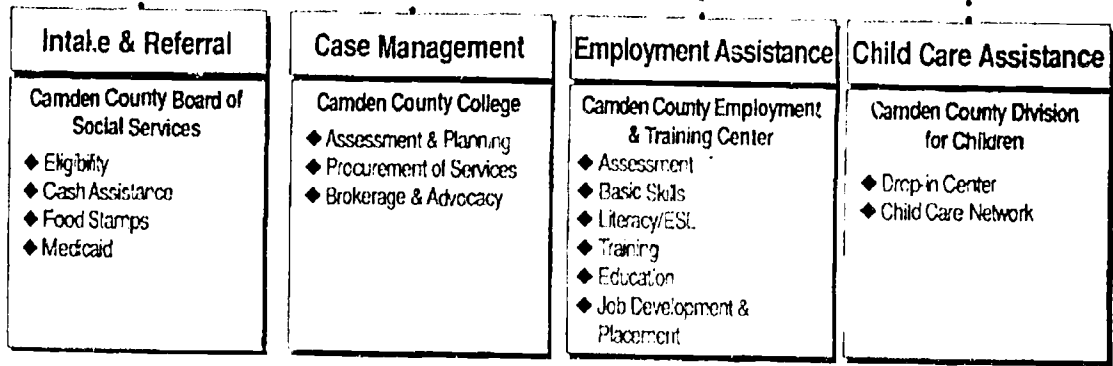 Intake & Referral
Camden County Board of
Social Services
◆ Eligibility
◆ Cash Assistance
◆ Food Stamps
◆ Medicaid
Case Management
Camden County College
◆ Assessment & Planning
◆ Procurement of Services
◆ Brokerage & Advocacy
Employment Assistance
Camden County Employment
& Training Center
◆ Assessment
◆ Basic Skills
◆ Literacy/ESL
◆ Training
◆ Education
◆ Job Development &
Placement
Child Care Assistance
Camden County Division
for Children
◆ Drop-in Center
◆ Child Care Network